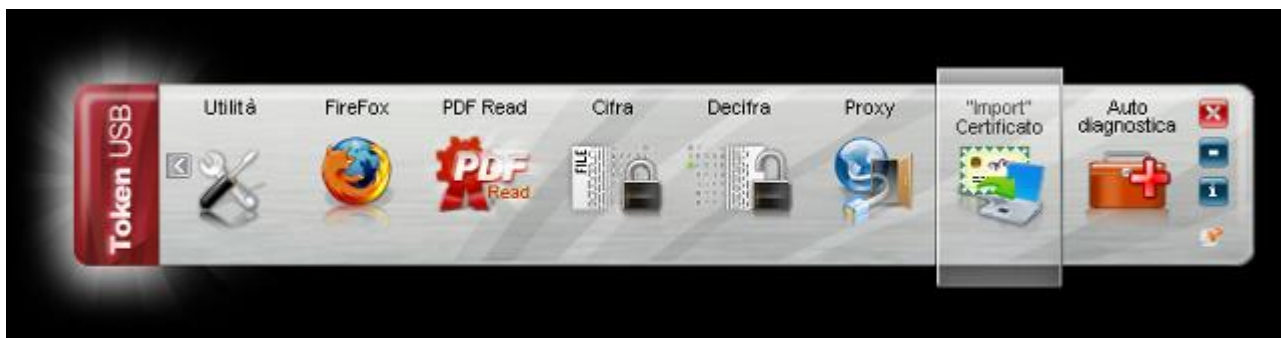 Token USB
Utilità
FireFox
PDF Read
PDF
Read
Cifra
FILE
Decifra
Proxy
"Import"
Certificato
Auto
diagnostica